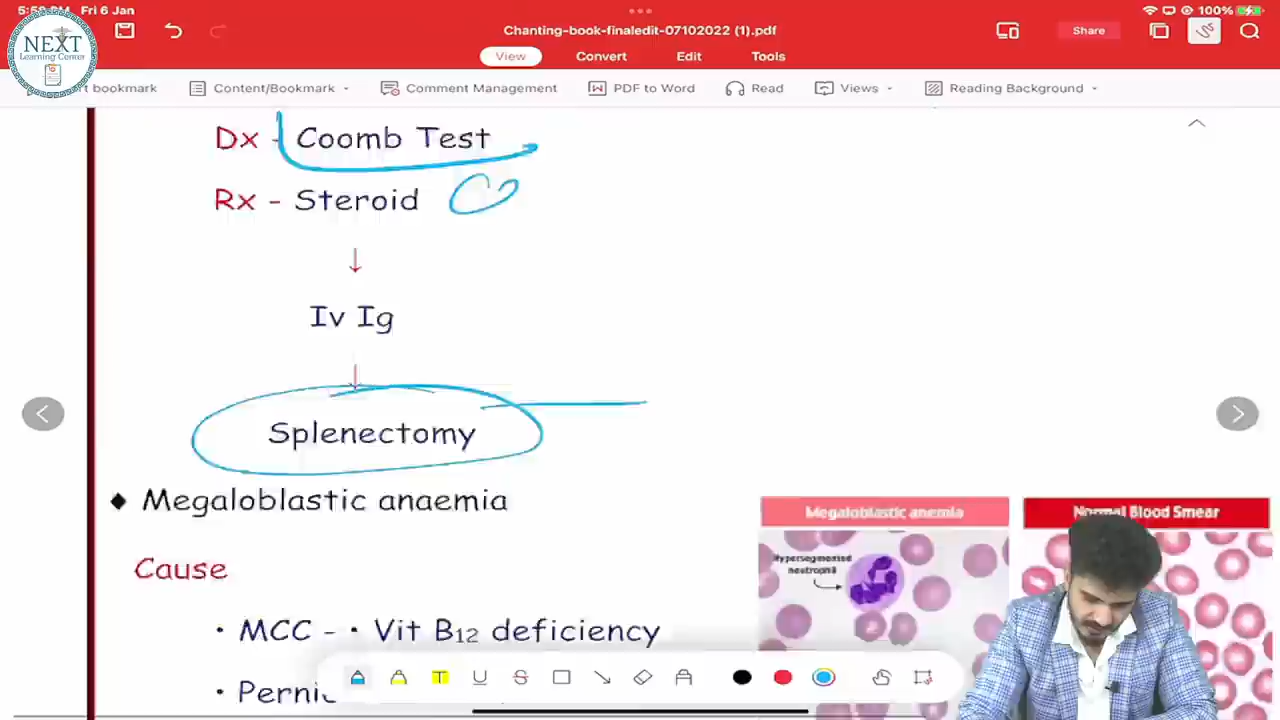 5:59 PM Fri 6 Jan
100%
NEXT
Learning Center
Chanting-book-finaledit-07102022 (1).pdf
Share
View
Convert
Edit
Tools
bookmark
Content/Bookmark
Comment Management
PDF to Word
Read
Views
Reading Background
Dx - Coomb Test
Rx - Steroid
↓
Iv Ig
↓
Splenectomy
◆ Megaloblastic anaemia
Megaloblastic anemia
Normal Blood Smear
Hypersegmented
neutrophil
Cause
• MCC - • Vit B12 deficiency
T
U
S